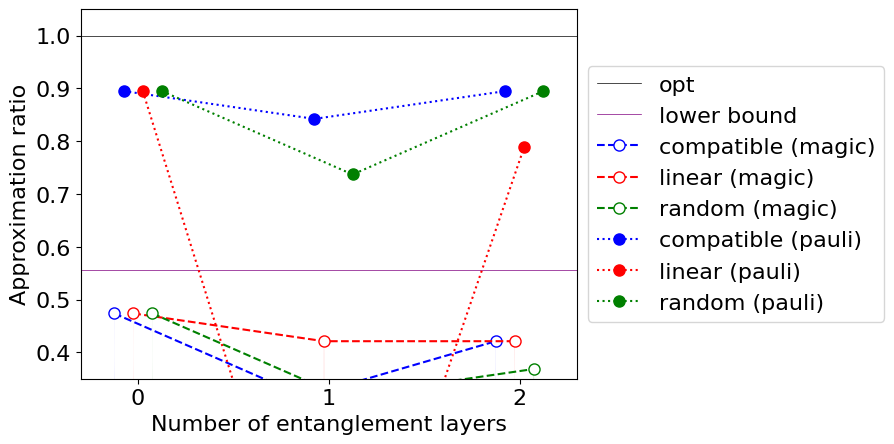 1.0
0.9
0.8
0.7
0.6
0.5
0.4
Approximation ratio
0
1
2
Number of entanglement layers
opt
lower bound
compatible (magic)
linear (magic)
random (magic)
compatible (pauli)
linear (pauli)
random (pauli)